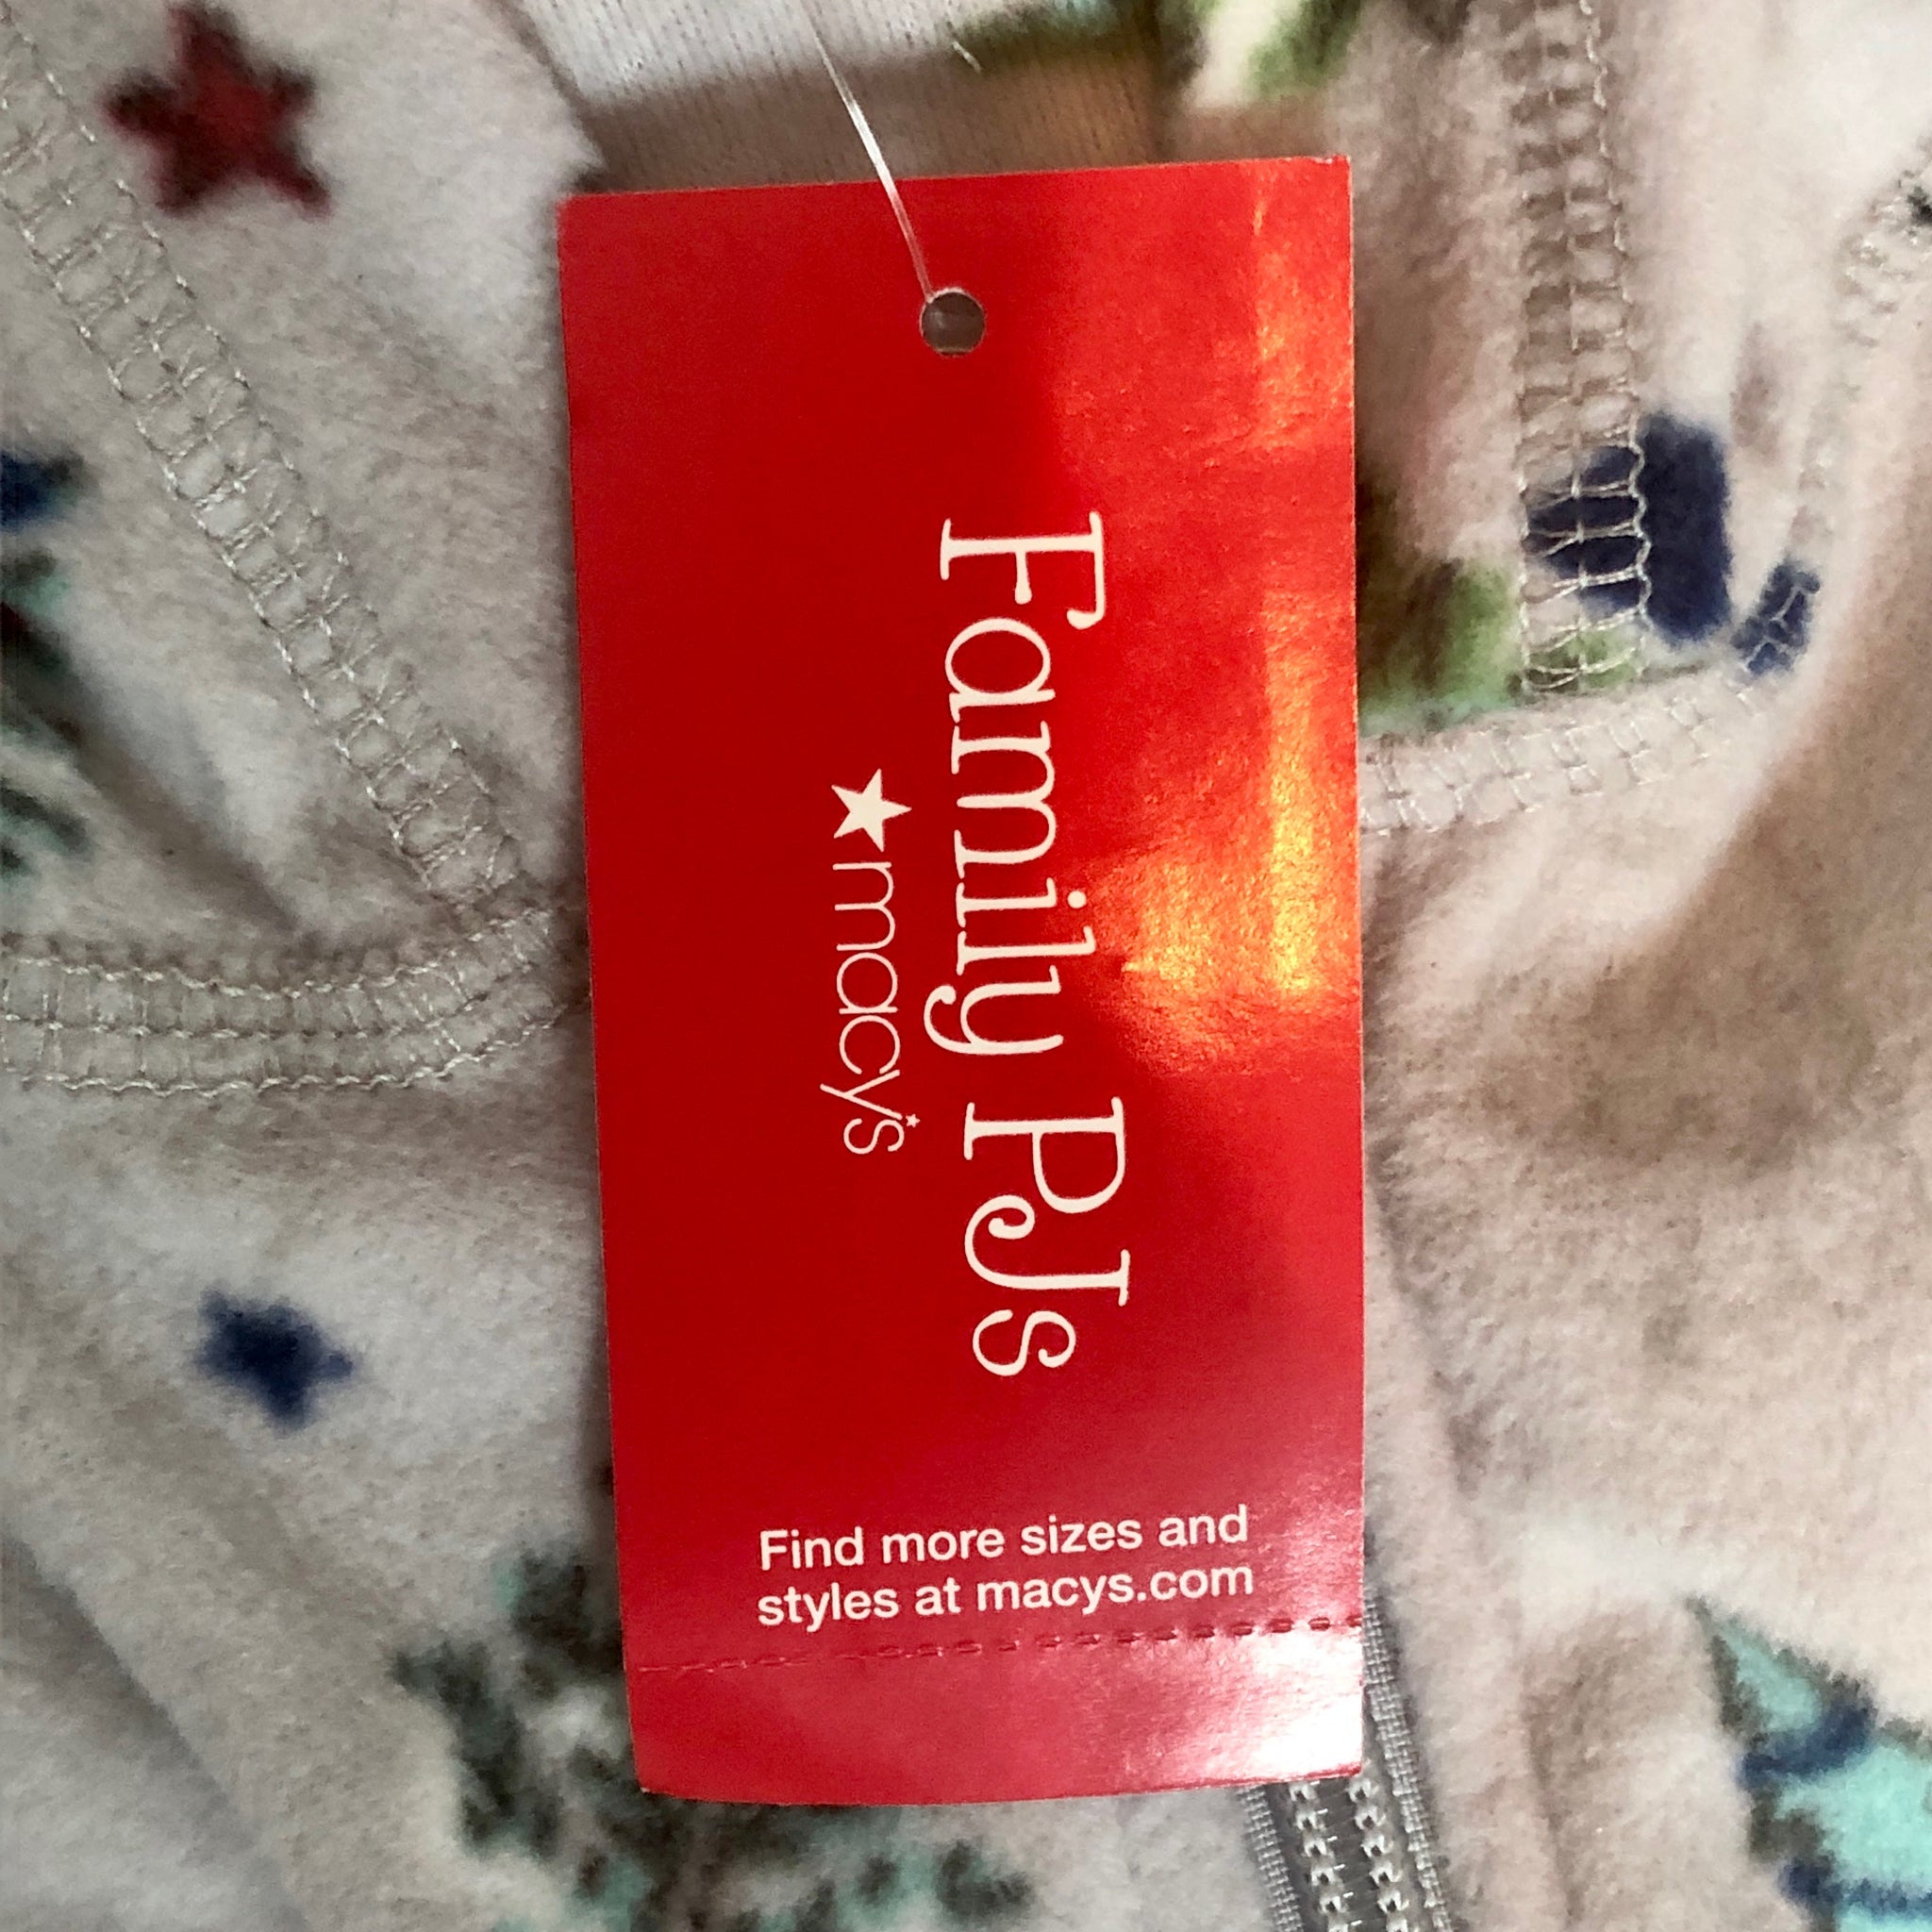 Family PJs
macy's
Find more sizes and
styles at macys.com